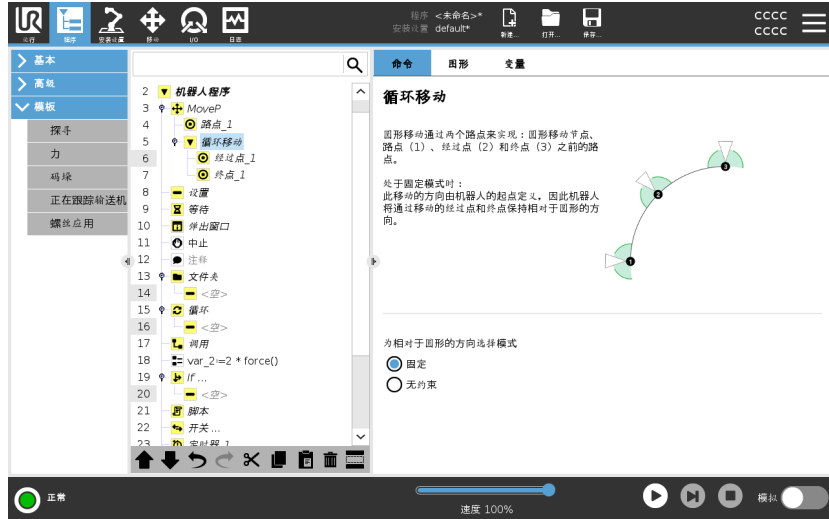 UR
运行
程序
安装设置
移动
I/O
日志
程序 <未命名>*
安装设置 default*
新建...
打开...
保存...
cccc
cccc
基本
高级
模板
探寻
力
码垛
正在跟踪输送机
螺丝应用
2 机器人程序
3 MoveP
4 路点_1
5 循环移动
6 经过点_1
7 终点_1
8 设置
9 等待
10 弹出窗口
11 中止
12 注释
13 文件夹
14 <空>
15 循环
16 <空>
17 调用
18 var_2≔2 * force()
19 If ...
20 <空>
21 脚本
22 开关 ...
23 定时器_1
命令 图形 变量
循环移动
圆形移动通过两个路点来实现：圆形移动节点、
路点（1）、经过点（2）和终点（3）之前的路
点。
处于固定模式时：
此移动的方向由机器人的起点定义，因此机器人
将通过移动的经过点和终点保持相对于圆形的方
向。
1
2
3
为相对于圆形的方向选择模式
固定
无约束
正常
速度 100%
模拟